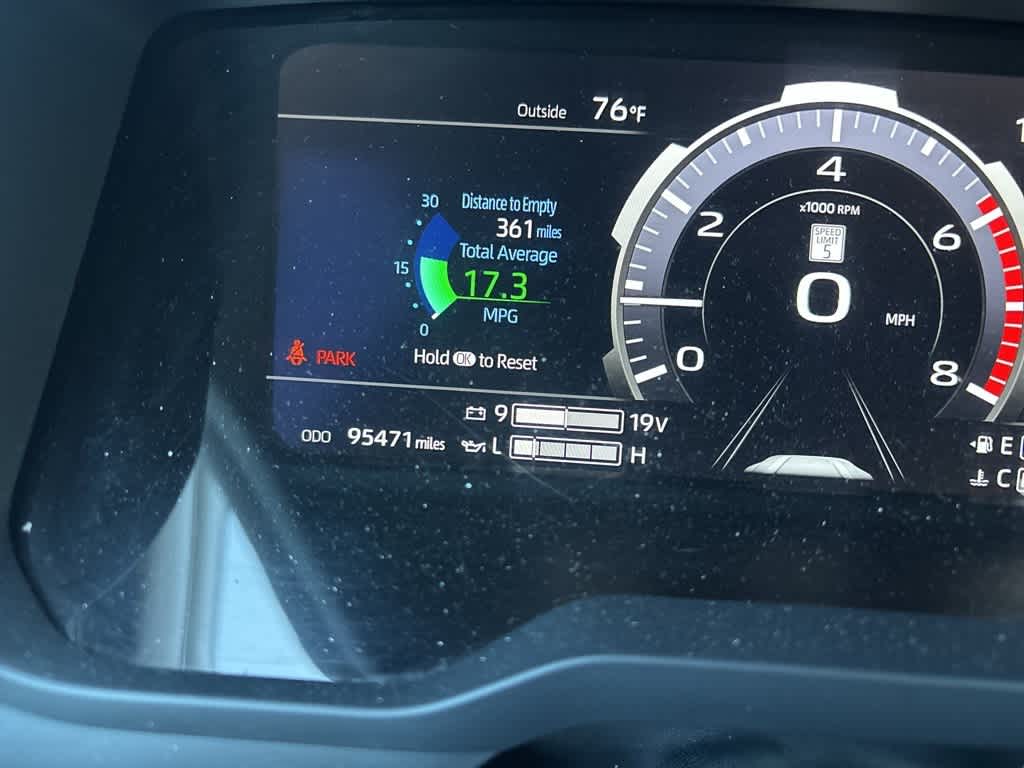 Outside 76°F
30
Distance to Empty
361 miles
Total Average
15
17.3
MPG
0
PARK
Hold OK to Reset
9 19V
ODO 95471 miles
L H
0
2
4
6
8
x1000 RPM
SPEED
LIMIT
5
0
MPH
E
C